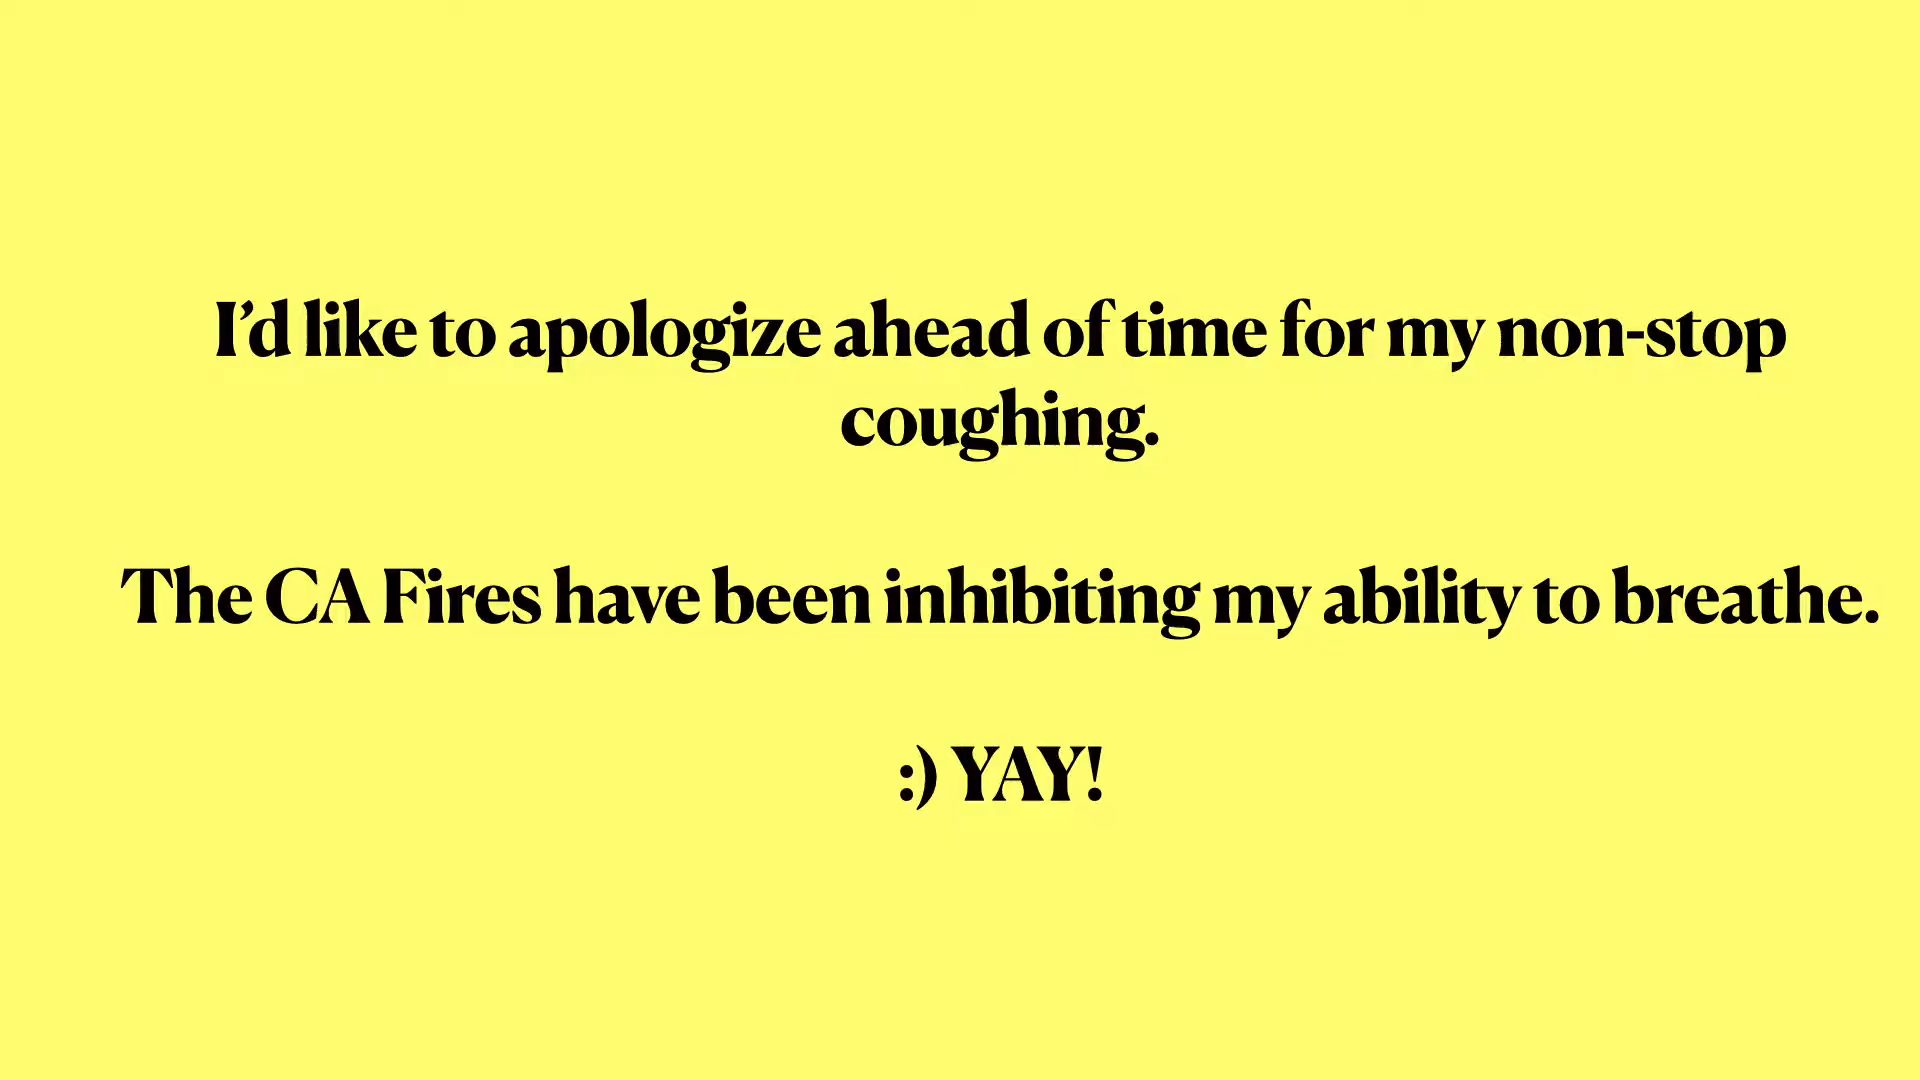 I’d like to apologize ahead of time for my non-stop
coughing.
The CA Fires have been inhibiting my ability to breathe.
:) YAY!